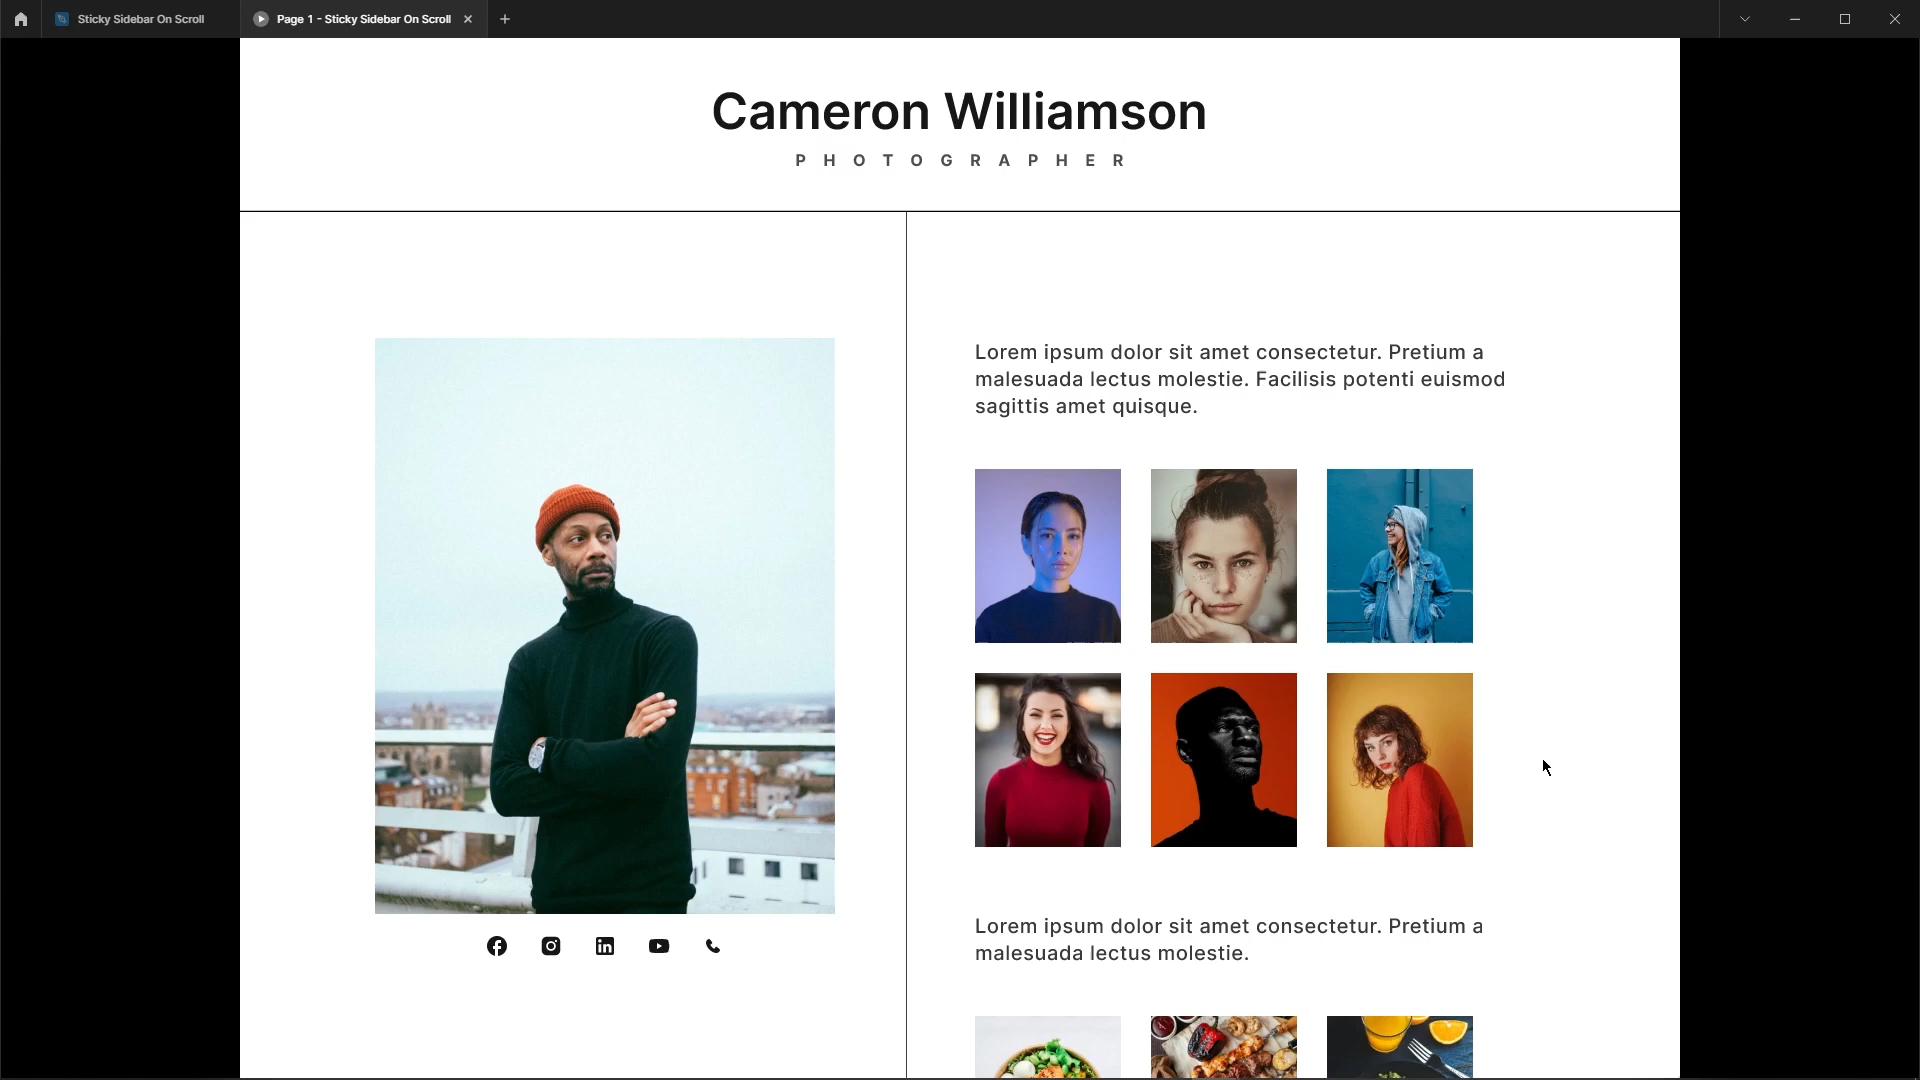 Sticky Sidebar On Scroll
Page 1 - Sticky Sidebar On Scroll
Cameron Williamson
PHOTOGRAPHER
Lorem ipsum dolor sit amet consectetur. Pretium a
malesuada lectus molestie. Facilisis potenti euismod
sagittis amet quisque.
Lorem ipsum dolor sit amet consectetur. Pretium a
malesuada lectus molestie.